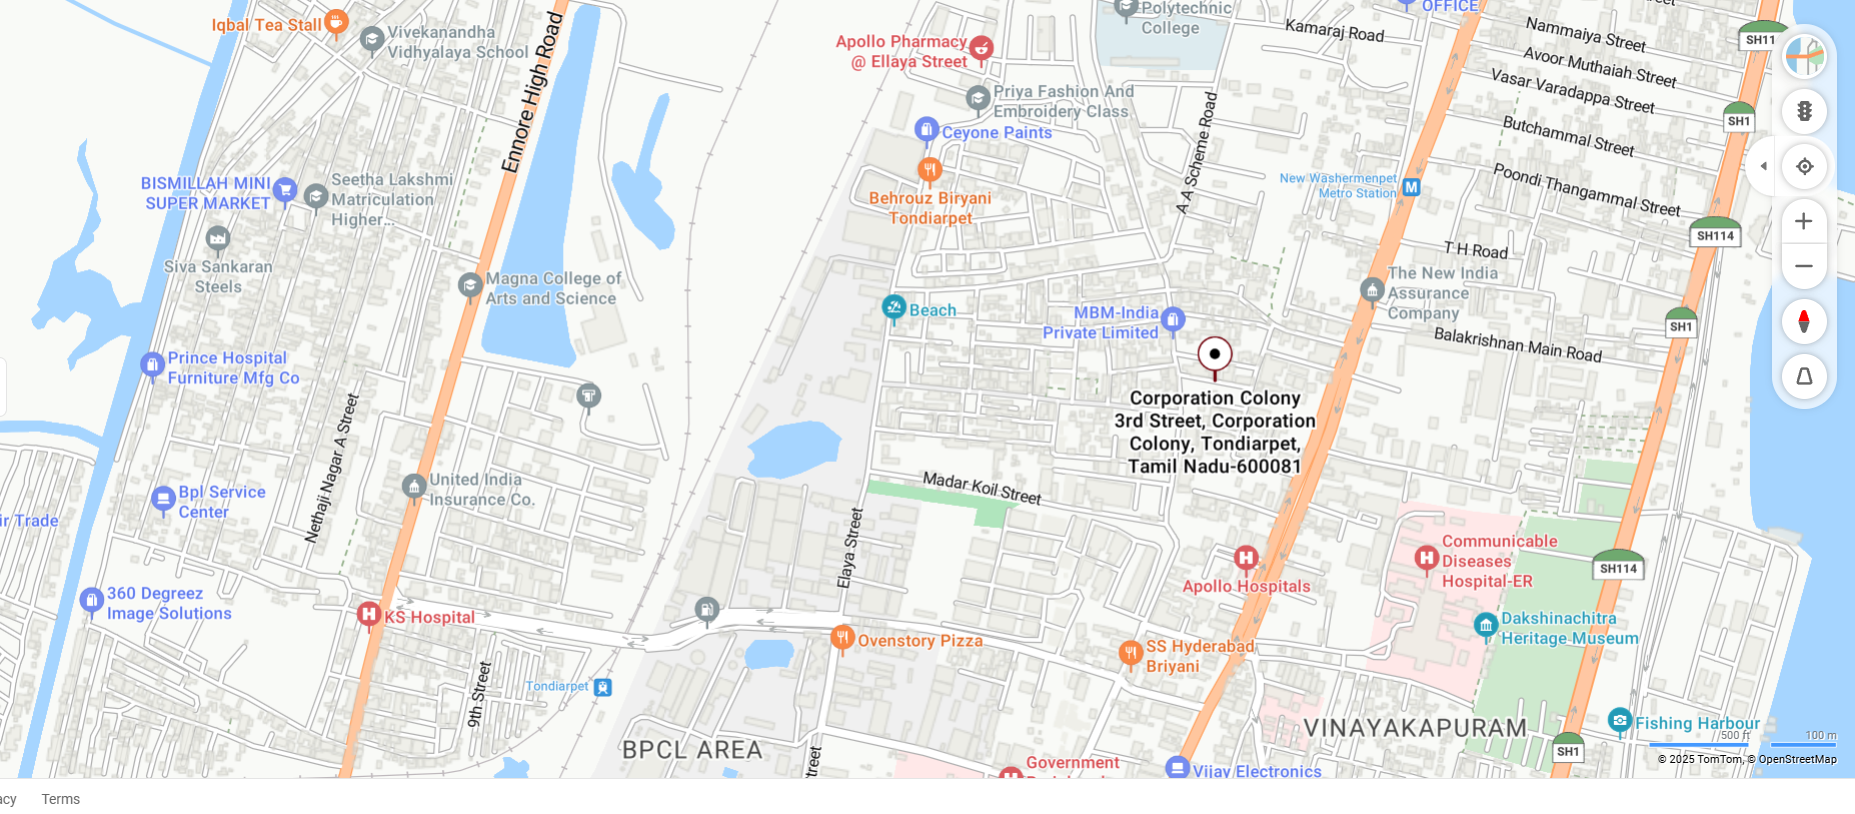 Iqbal Tea Stall
Vivekanandha
Vidhyalaya School
Ennore High Road
Apollo Pharmacy
@ Ellaya Street
Polytechnic
College
Kamaraj Road
OFFICE
Nammaiya Street
Avoor Muthaiah Street
Vasar Varadappa Street
SH11
SH1
Priya Fashion And
Embroidery Class
Ceyone Paints
A A Scheme Road
Butchammal Street
BISMILLAH MINI
SUPER MARKET
Seetha Lakshmi
Matriculation
Higher...
Behrouz Biryani
Tondiarpet
New Washermenpet
Metro Station
M
Poondi Thangammal Street
SH114
Siva Sankaran
Steels
Magna College of
Arts and Science
T H Road
The New India
Assurance
Company
Beach
MBM-India
Private Limited
SH1
Balakrishnan Main Road
Prince Hospital
Furniture Mfg Co
Corporation Colony
3rd Street, Corporation
Colony, Tondiarpet,
Tamil Nadu-600081
Nethaji Nagar A Street
United India
Insurance Co.
Madar Koil Street
Bpl Service
Center
ir Trade
Elaya Street
Communicable
Diseases
Hospital-ER
H
Apollo Hospitals
H
SH114
360 Degreez
Image Solutions
H
KS Hospital
Ovenstory Pizza
SS Hyderabad
Briyani
Dakshinachitra
Heritage Museum
Tondiarpet
9th Street
BPCL AREA
VINAYAKAPURAM
Fishing Harbour
SH1
500 ft
100 m
treet
Government
H
Vijay Electronics
© 2025 TomTom, © OpenStreetMap
acy
Terms